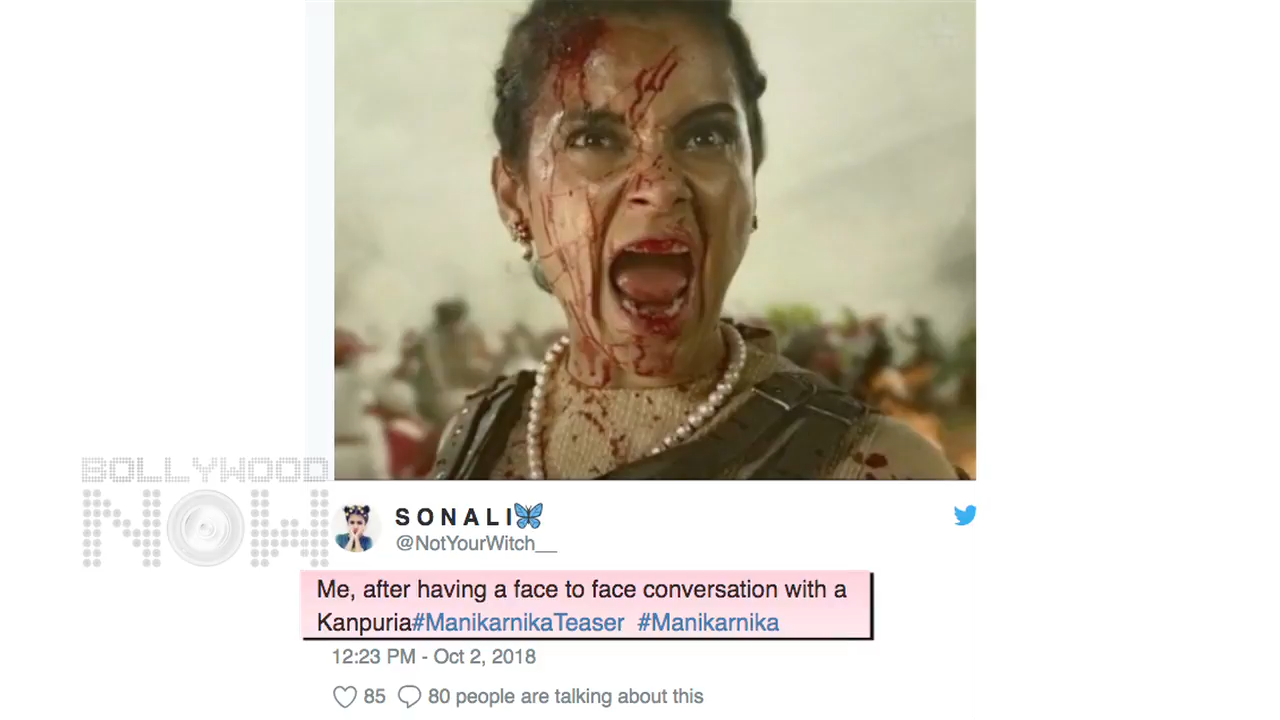 BOLLYWOOD
NOW
S O N A L I
@NotYourWitch__
Me, after having a face to face conversation with a
Kanpuria#ManikarnikaTeaser #Manikarnika
12:23 PM - Oct 2, 2018
85 80 people are talking about this